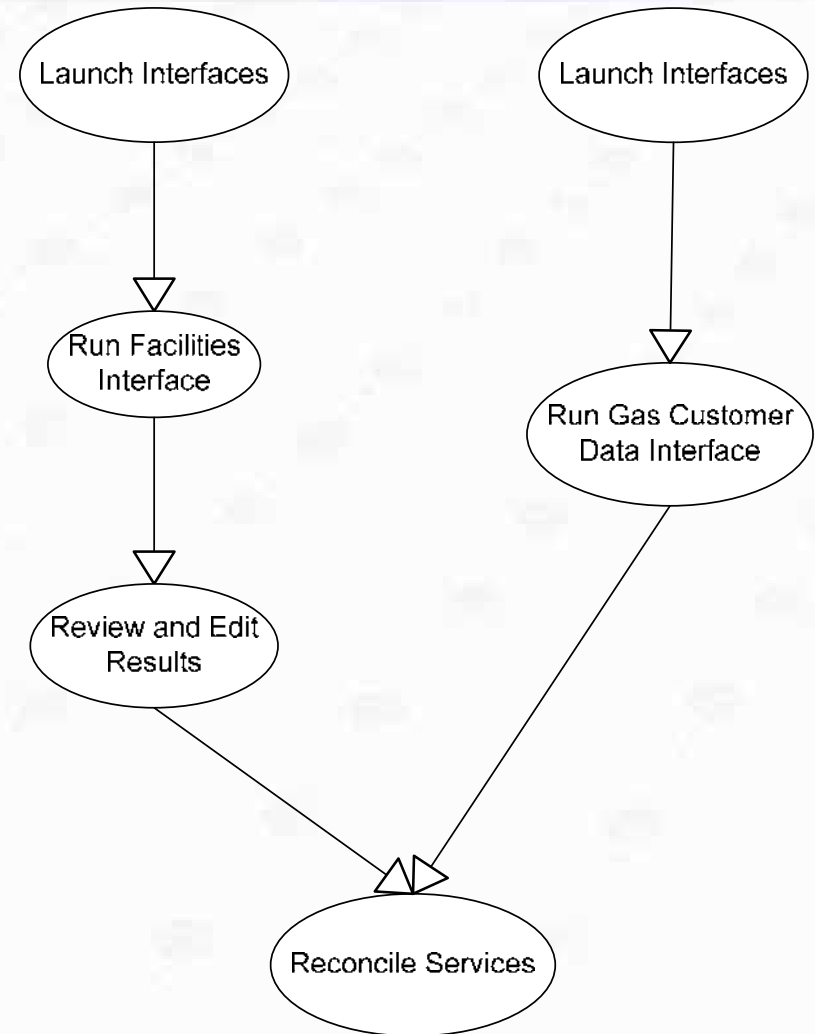 Launch Interfaces
Launch Interfaces
Run Facilities
Interface
Run Gas Customer
Data Interface
Review and Edit
Results
Reconcile Services